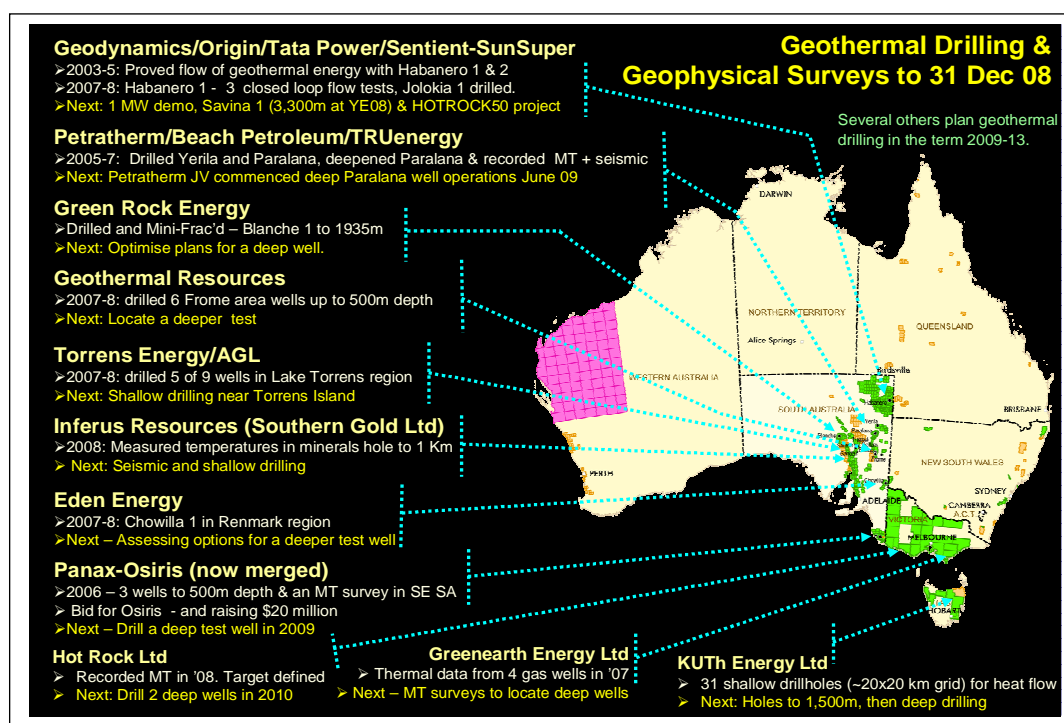 Geothermal Drilling &
Geophysical Surveys to 31 Dec 08
Several others plan geothermal
drilling in the term 2009-13.
Geodynamics/Origin/Tata Power/Sentient-SunSuper
➢2003-5: Proved flow of geothermal energy with Habanero 1 & 2
➢2007-8: Habanero 1 - 3 closed loop flow tests, Jolokia 1 drilled.
➢Next: 1 MW demo, Savina 1 (3,300m at YE08) & HOTROCK50 project
Petratherm/Beach Petroleum/TRUenergy
➢2005-7: Drilled Yerila and Paralana, deepened Paralana & recorded MT + seismic
➢Next: Petratherm JV commenced deep Paralana well operations June 09
Green Rock Energy
➢Drilled and Mini-Frac'd – Blanche 1 to 1935m
➢Next: Optimise plans for a deep well.
Geothermal Resources
➢2007-8: drilled 6 Frome area wells up to 500m depth
➢Next: Locate a deeper test
Torrens Energy/AGL
➢2007-8: drilled 5 of 9 wells in Lake Torrens region
➢Next: Shallow drilling near Torrens Island
Inferus Resources (Southern Gold Ltd)
➢2008: Measured temperatures in minerals hole to 1 Km
➢ Next: Seismic and shallow drilling
Eden Energy
➢2007-8: Chowilla 1 in Renmark region
➢Next – Assessing options for a deeper test well
Panax-Osiris (now merged)
➢2006 – 3 wells to 500m depth & an MT survey in SE SA
➢ Bid for Osiris - and raising $20 million
➢Next – Drill a deep test well in 2009
Hot Rock Ltd
➢ Recorded MT in '08. Target defined
➢ Next: Drill 2 deep wells in 2010
Greenearth Energy Ltd
➢ Thermal data from 4 gas wells in '07
➢ Next – MT surveys to locate deep wells
KUTh Energy Ltd
➢ 31 shallow drillholes (~20x20 km grid) for heat flow
➢ Next: Holes to 1,500m, then deep drilling
DARWIN
NORTHERN TERRITORY
Alice Springs
QUEENSLAND
Birdsville
WESTERN AUSTRALIA
SOUTH AUSTRALIA
BRISBANE
NEW SOUTH WALES
PERTH
SYDNEY
ADELAIDE
CANBERRA
A.C.T.
VICTORIA
MELBOURNE
HOBART